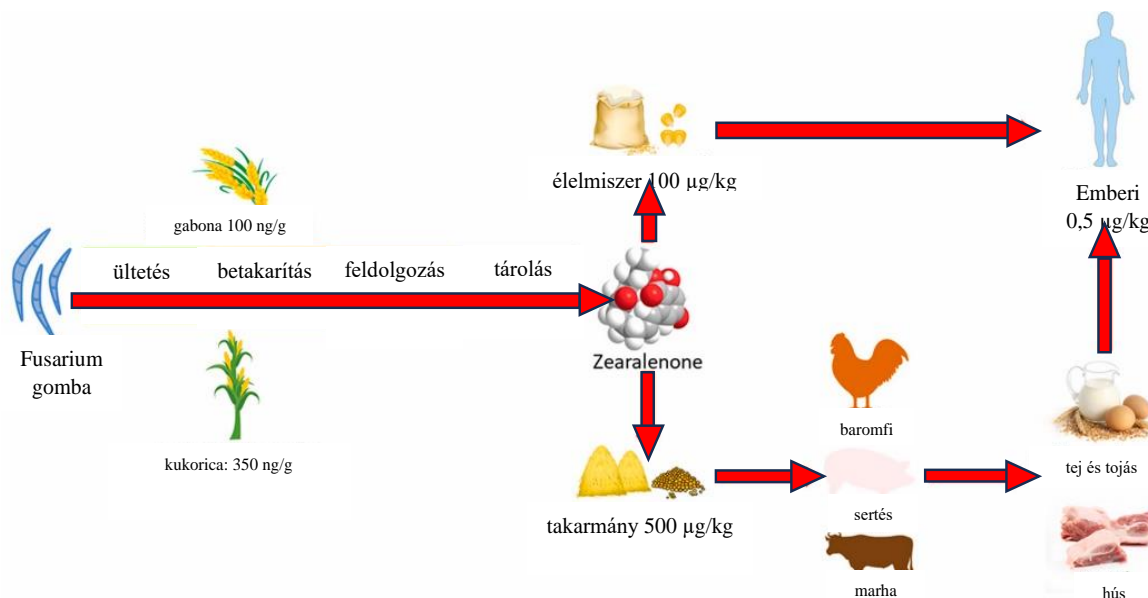 gabona 100 ng/g
ültetés
betakarítás
feldolgozás
tárolás
Fusarium
gomba
kukorica: 350 ng/g
Zearalenone
élelmiszer 100 µg/kg
takarmány 500 µg/kg
baromfi
sertés
marha
tej és tojás
hús
Emberi
0,5 µg/kg